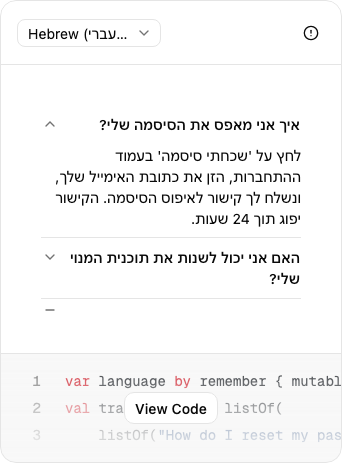 Hebrew (עברי...
איך אני מאפס את הסיסמה שלי?
לחץ על 'שכחתי סיסמה' בעמוד
ההתחברות, הזן את כתובת האימייל שלך,
ונשלח לך קישור לאיפוס הסיסמה. הקישור
יפוג תוך 24 שעות.
האם אני יכול לשנות את תוכנית המנוי
שלי?
1 var language by remember { mutabl
2 val tra listOf(
View Code
3 listOf("How do I reset my pas